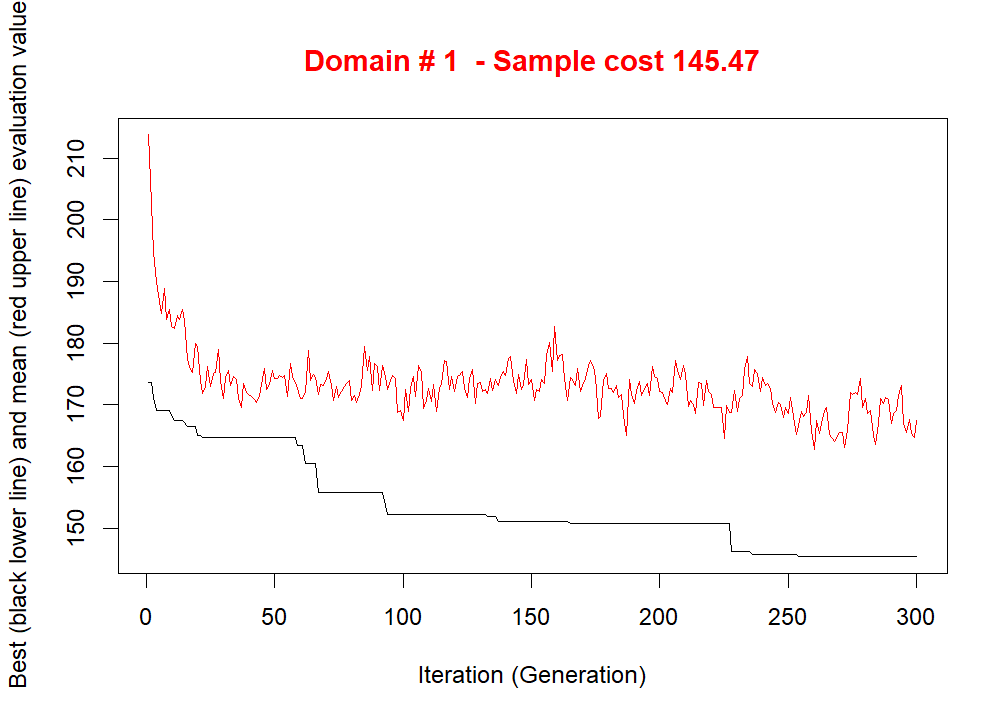 Domain # 1  - Sample cost 145.47
Best (black lower line) and mean (red upper line) evaluation value
210
200
190
180
170
160
150
0 50 100 150 200 250 300
Iteration (Generation)